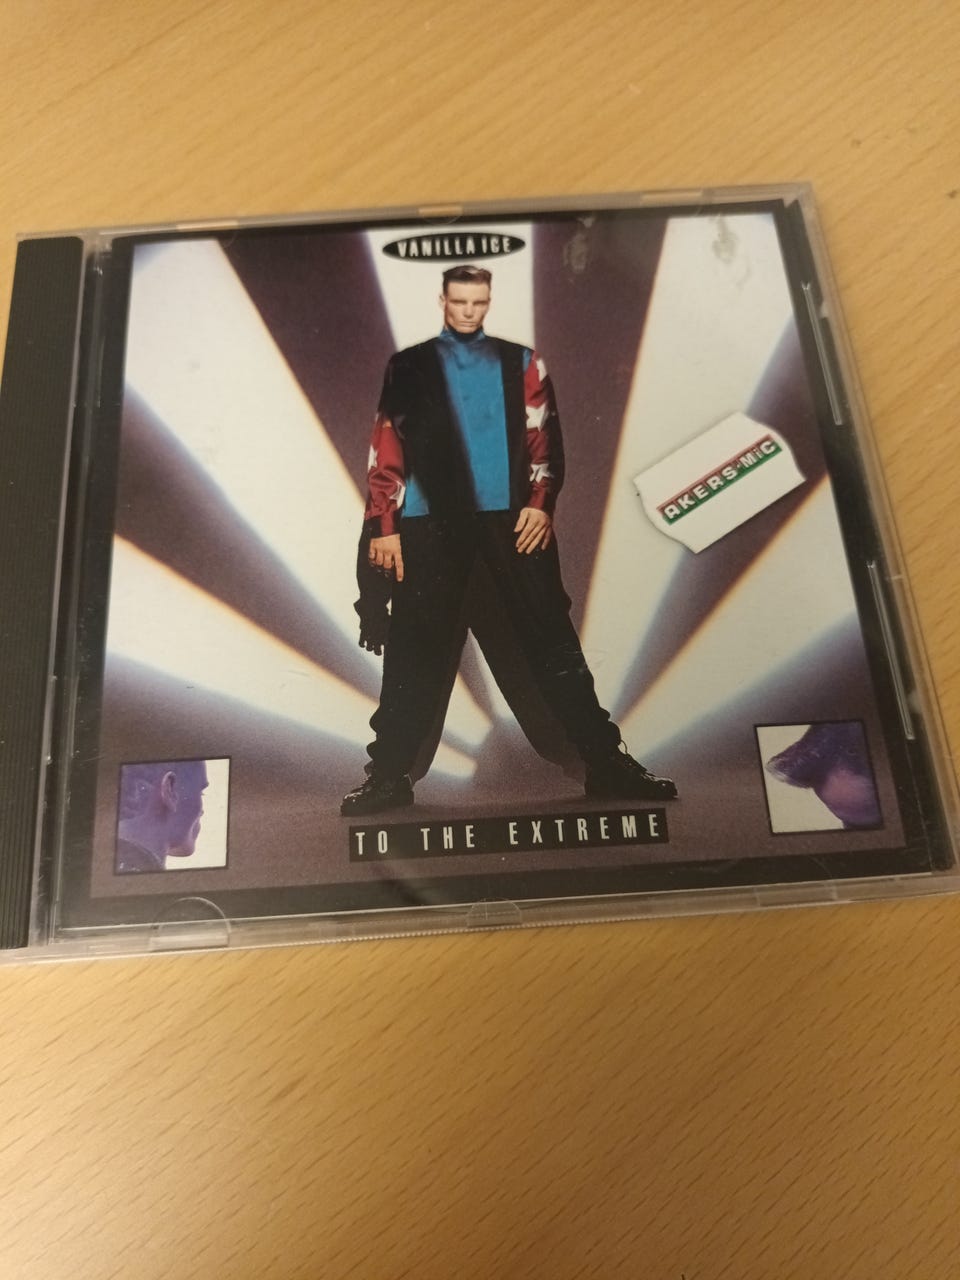 VANILLA ICE
AKERS-MIC
TO THE EXTREME